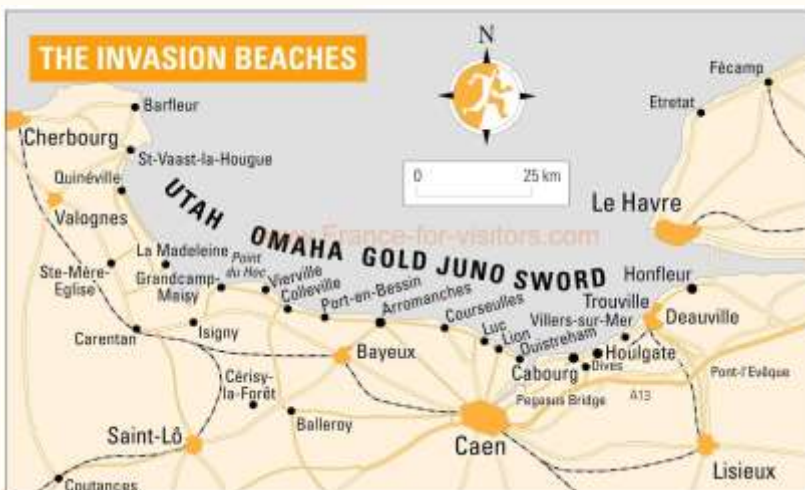 THE INVASION BEACHES
N
Fécamp
Etretat
Barfleur
Cherbourg
St-Vaast-la-Hougue
0 25 km
Quinéville
Valognes
UTAH OMAHA GOLD JUNO SWORD
www.France-for-visitors.com
Le Havre
La Madeleine
Ste-Mère-
Eglise
Grandcamp-
Maisy
Point
du Hoc
Vierville
Colleville
Port-en-Bessin
Arromanches
Honfleur
Trouville
Deauville
Carentan
Isigny
Courseulles
Luc
Lion
Ouistreham
Villers-sur-Mer
Houlgate
Bayeux
Cabourg
Dives
Pont-l'Evêque
Cérisy-
la-Forêt
Balleroy
Pegasus Bridge
A13
Saint-Lô
Caen
Lisieux
Coutances